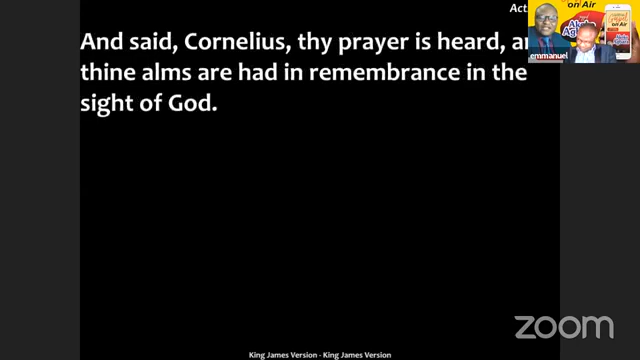 Act
And said, Cornelius, thy prayer is heard, an
thine alms are had in remembrance in the
sight of God.
on Air
on Air
emmanuel
zoom
King James Version - King James Version